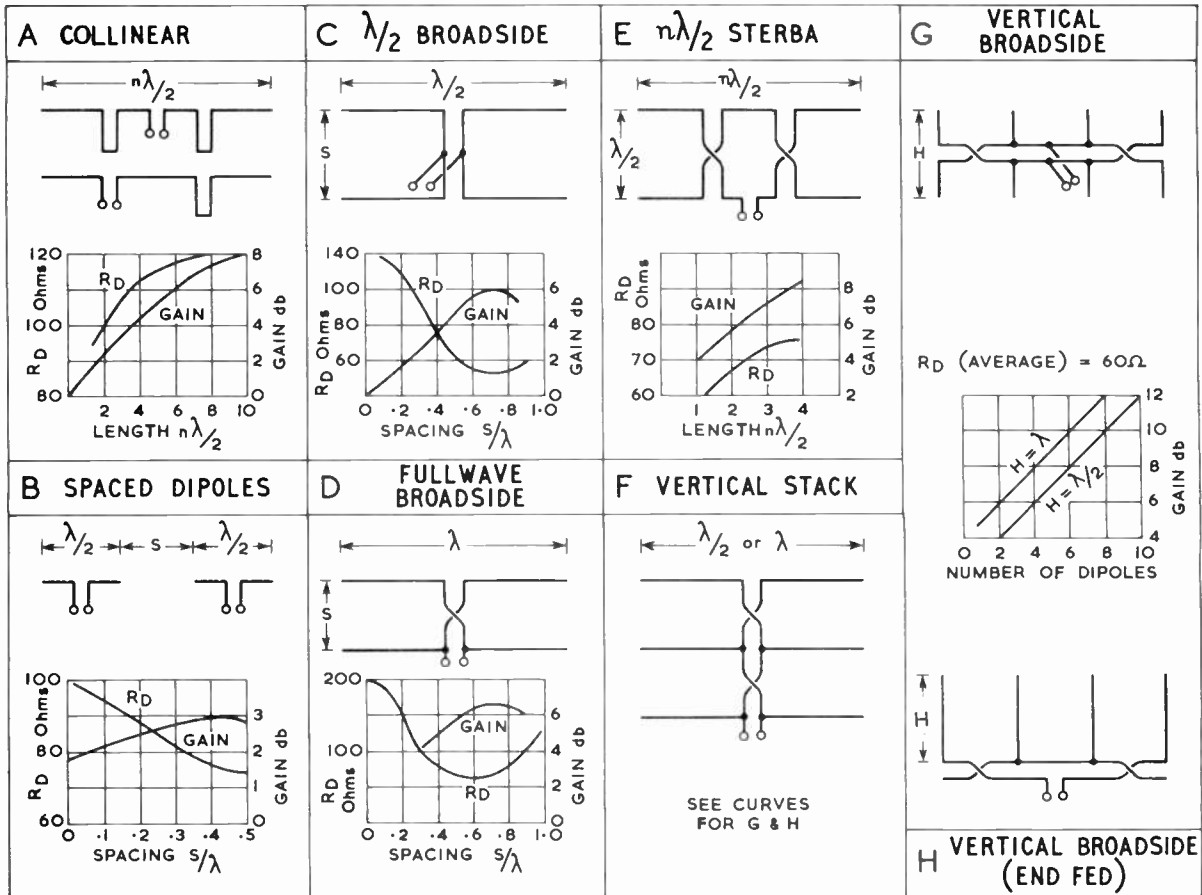 A COLLINEAR
nλ/2
RD Ohms
120
100
80
RD
GAIN
8
6
4
2
0
GAIN db
0 2 4 6 8 10
LENGTH nλ/2
B SPACED DIPOLES
λ/2 S λ/2
RD Ohms
100
80
60
RD
GAIN
3
2
1
0
GAIN db
0 .1 .2 .3 .4 .5
SPACING S/λ
C λ/2 BROADSIDE
λ/2
S
RD Ohms
140
100
80
60
RD
GAIN
6
4
2
0
GAIN db
0 .2 .4 .6 .8 1.0
SPACING S/λ
D FULLWAVE
BROADSIDE
λ
S
RD Ohms
200
100
0
GAIN
RD
6
4
2
0
GAIN db
0 .2 .4 .6 .8 1.0
SPACING S/λ
E nλ/2 STERBA
nλ/2
λ/2
RD Ohms
80
70
60
GAIN
RD
8
6
4
2
GAIN db
1 2 3 4
LENGTH nλ/2
F VERTICAL STACK
λ/2 or λ
SEE CURVES
FOR G & H
G VERTICAL
BROADSIDE
H
RD (AVERAGE) = 60Ω
H = λ
H = λ/2
12
10
8
6
4
GAIN db
0 2 4 6 8 10
NUMBER OF DIPOLES
H
H VERTICAL BROADSIDE
(END FED)